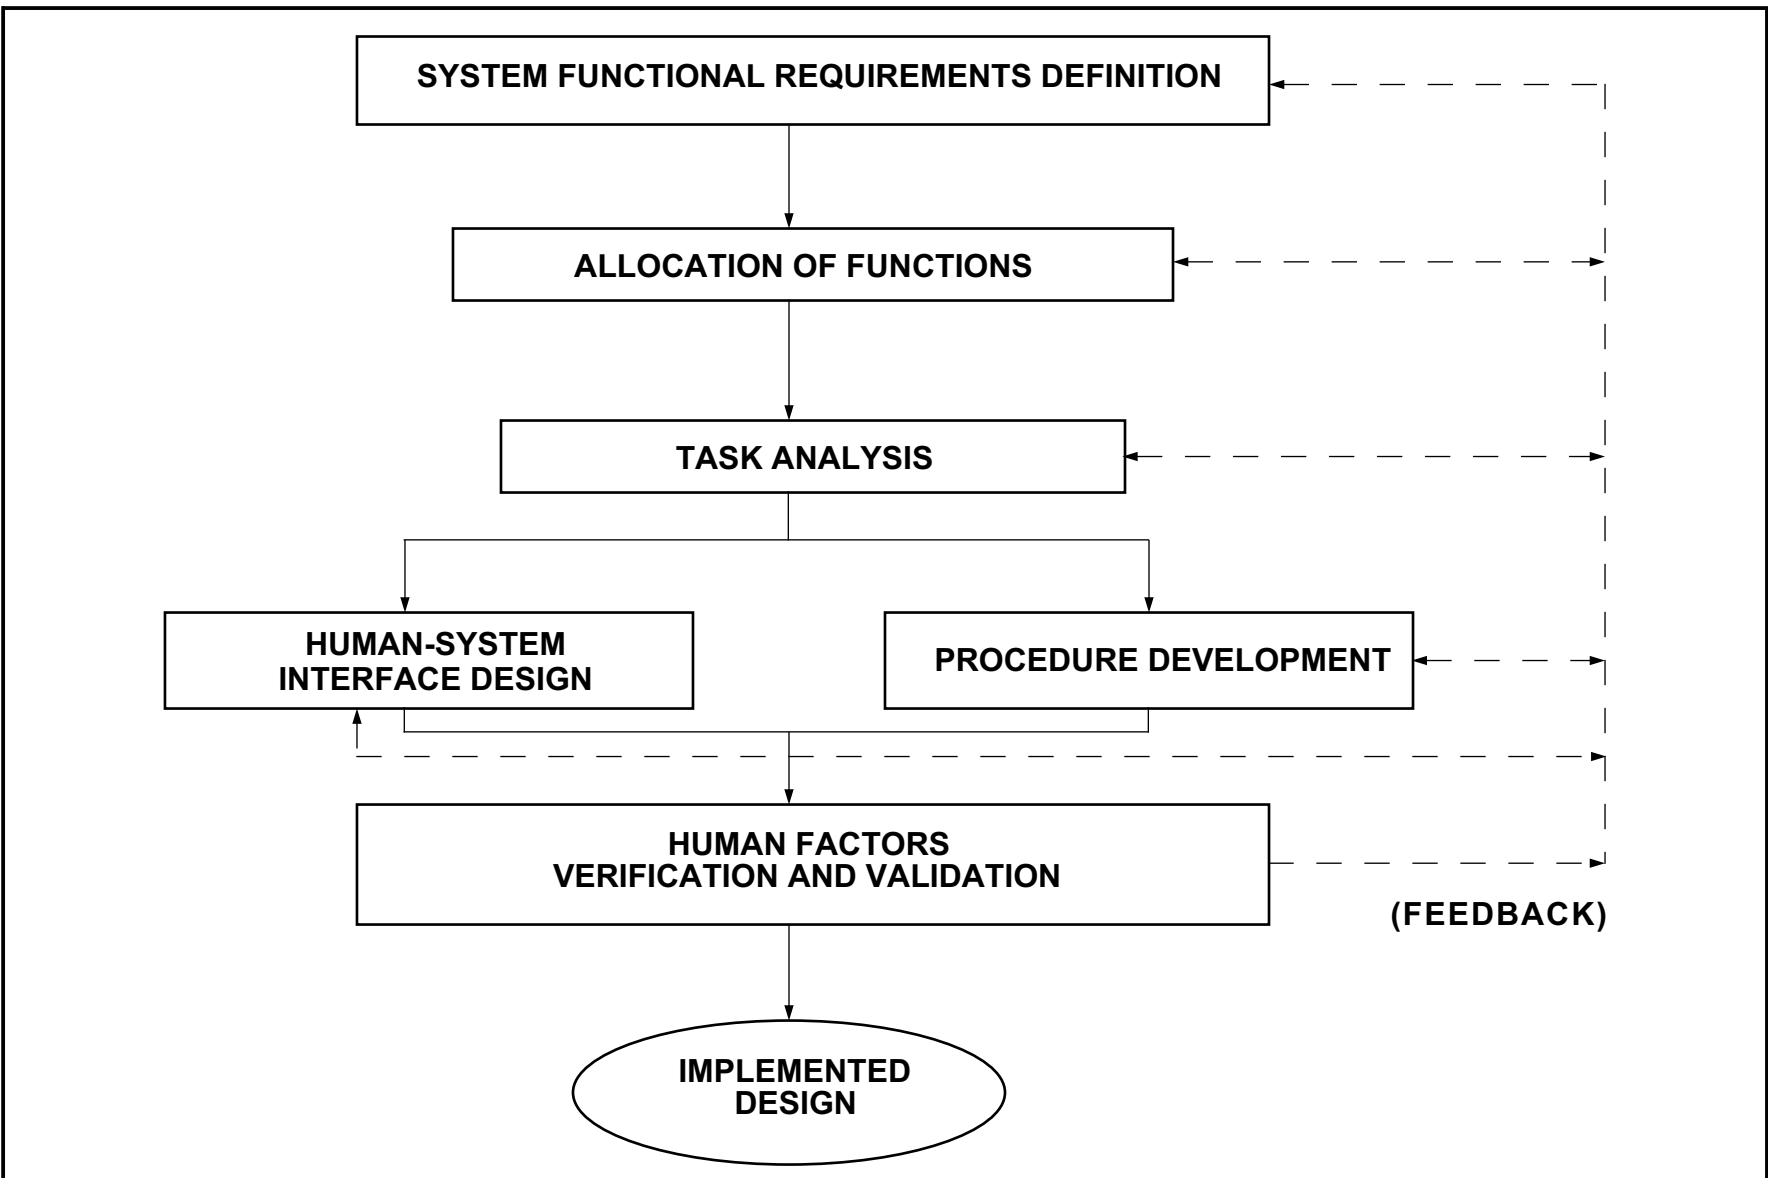 SYSTEM FUNCTIONAL REQUIREMENTS DEFINITION
ALLOCATION OF FUNCTIONS
TASK ANALYSIS
HUMAN-SYSTEM
INTERFACE DESIGN
PROCEDURE DEVELOPMENT
HUMAN FACTORS
VERIFICATION AND VALIDATION
(FEEDBACK)
IMPLEMENTED
DESIGN